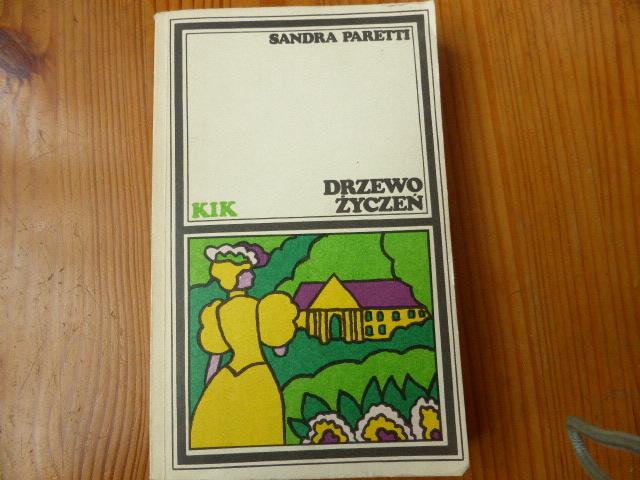 SANDRA PARETTI
DRZEWO
ŻYCZEŃ
KIK